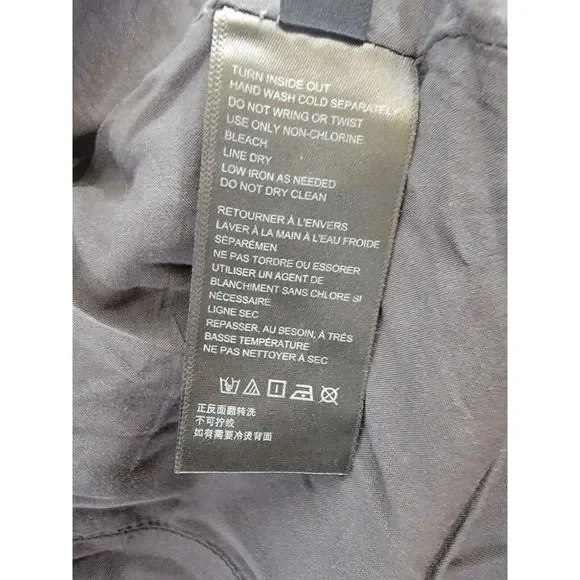 TURN INSIDE OUT
HAND WASH COLD SEPARATELY
DO NOT WRING OR TWIST
USE ONLY NON-CHLORINE
BLEACH
LINE DRY
LOW IRON AS NEEDED
DO NOT DRY CLEAN
RETOURNER À L'ENVERS
LAVER À LA MAIN À L'EAU FROIDE
SÉPARÉMEN
NE PAS TORDRE OU ESSORER
UTILISER UN AGENT DE
BLANCHIMENT SANS CHLORE SI
NÉCESSAIRE
LIGNE SEC
REPASSER, AU BESOIN, À TRÉS
BASSE TEMPÉRATURE
NE PAS NETTOYER À SEC
正反面翻转洗
不可拧绞
如有需要冷烫背面